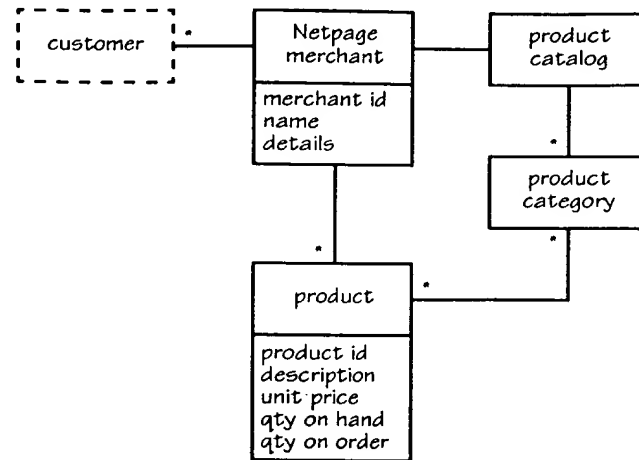 customer
*
Netpage
merchant
merchant id
name
details
product
catalog
*
product
category
*
*
product
*
product id
description
unit price
qty on hand
qty on order